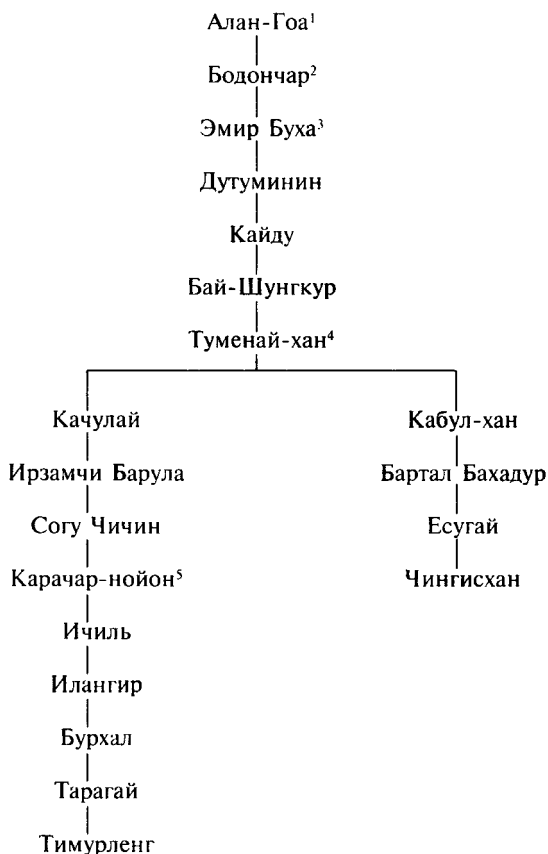 Алан-Гоа¹
Бодончар²
Эмир Буха³
Дутуминин
Кайду
Бай-Шунгкур
Туменай-хан⁴
Качулай Кабул-хан
Ирзамчи Барула Бартал Бахадур
Согу Чичин Есугай
Карачар-нойон⁵ Чингисхан
Ичиль
Илангир
Бурхал
Тарагай
Тимурленг